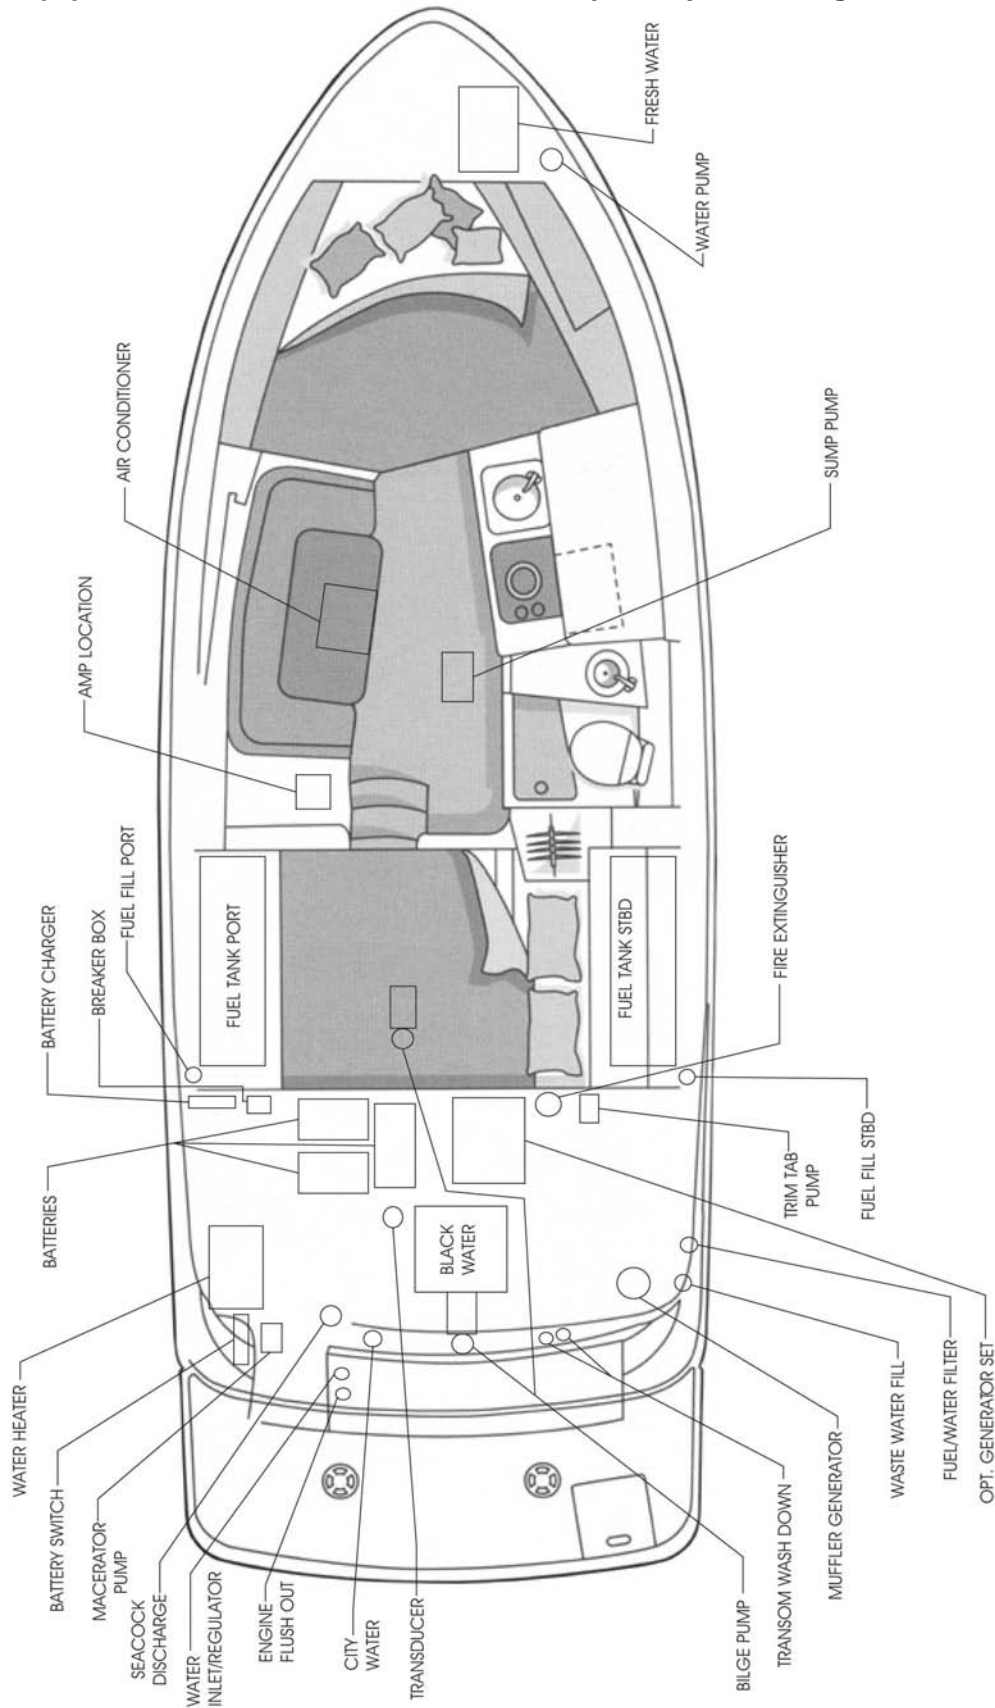 FRESH WATER
WATER PUMP
AIR CONDITIONER
SUMP PUMP
AMP LOCATION
FUEL FILL PORT
BREAKER BOX
BATTERY CHARGER
FUEL TANK PORT
FUEL TANK STBD
FIRE EXTINGUISHER
BATTERIES
TRIM TAB
PUMP
FUEL FILL STBD
BLACK
WATER
WATER HEATER
BATTERY SWITCH
MACERATOR
PUMP
SEACOCK
DISCHARGE
WATER
INLET/REGULATOR
ENGINE
FLUSH OUT
CITY
WATER
TRANSDUCER
BILGE PUMP
TRANSOM WASH DOWN
MUFFLER GENERATOR
WASTE WATER FILL
FUEL/WATER FILTER
OPT. GENERATOR SET